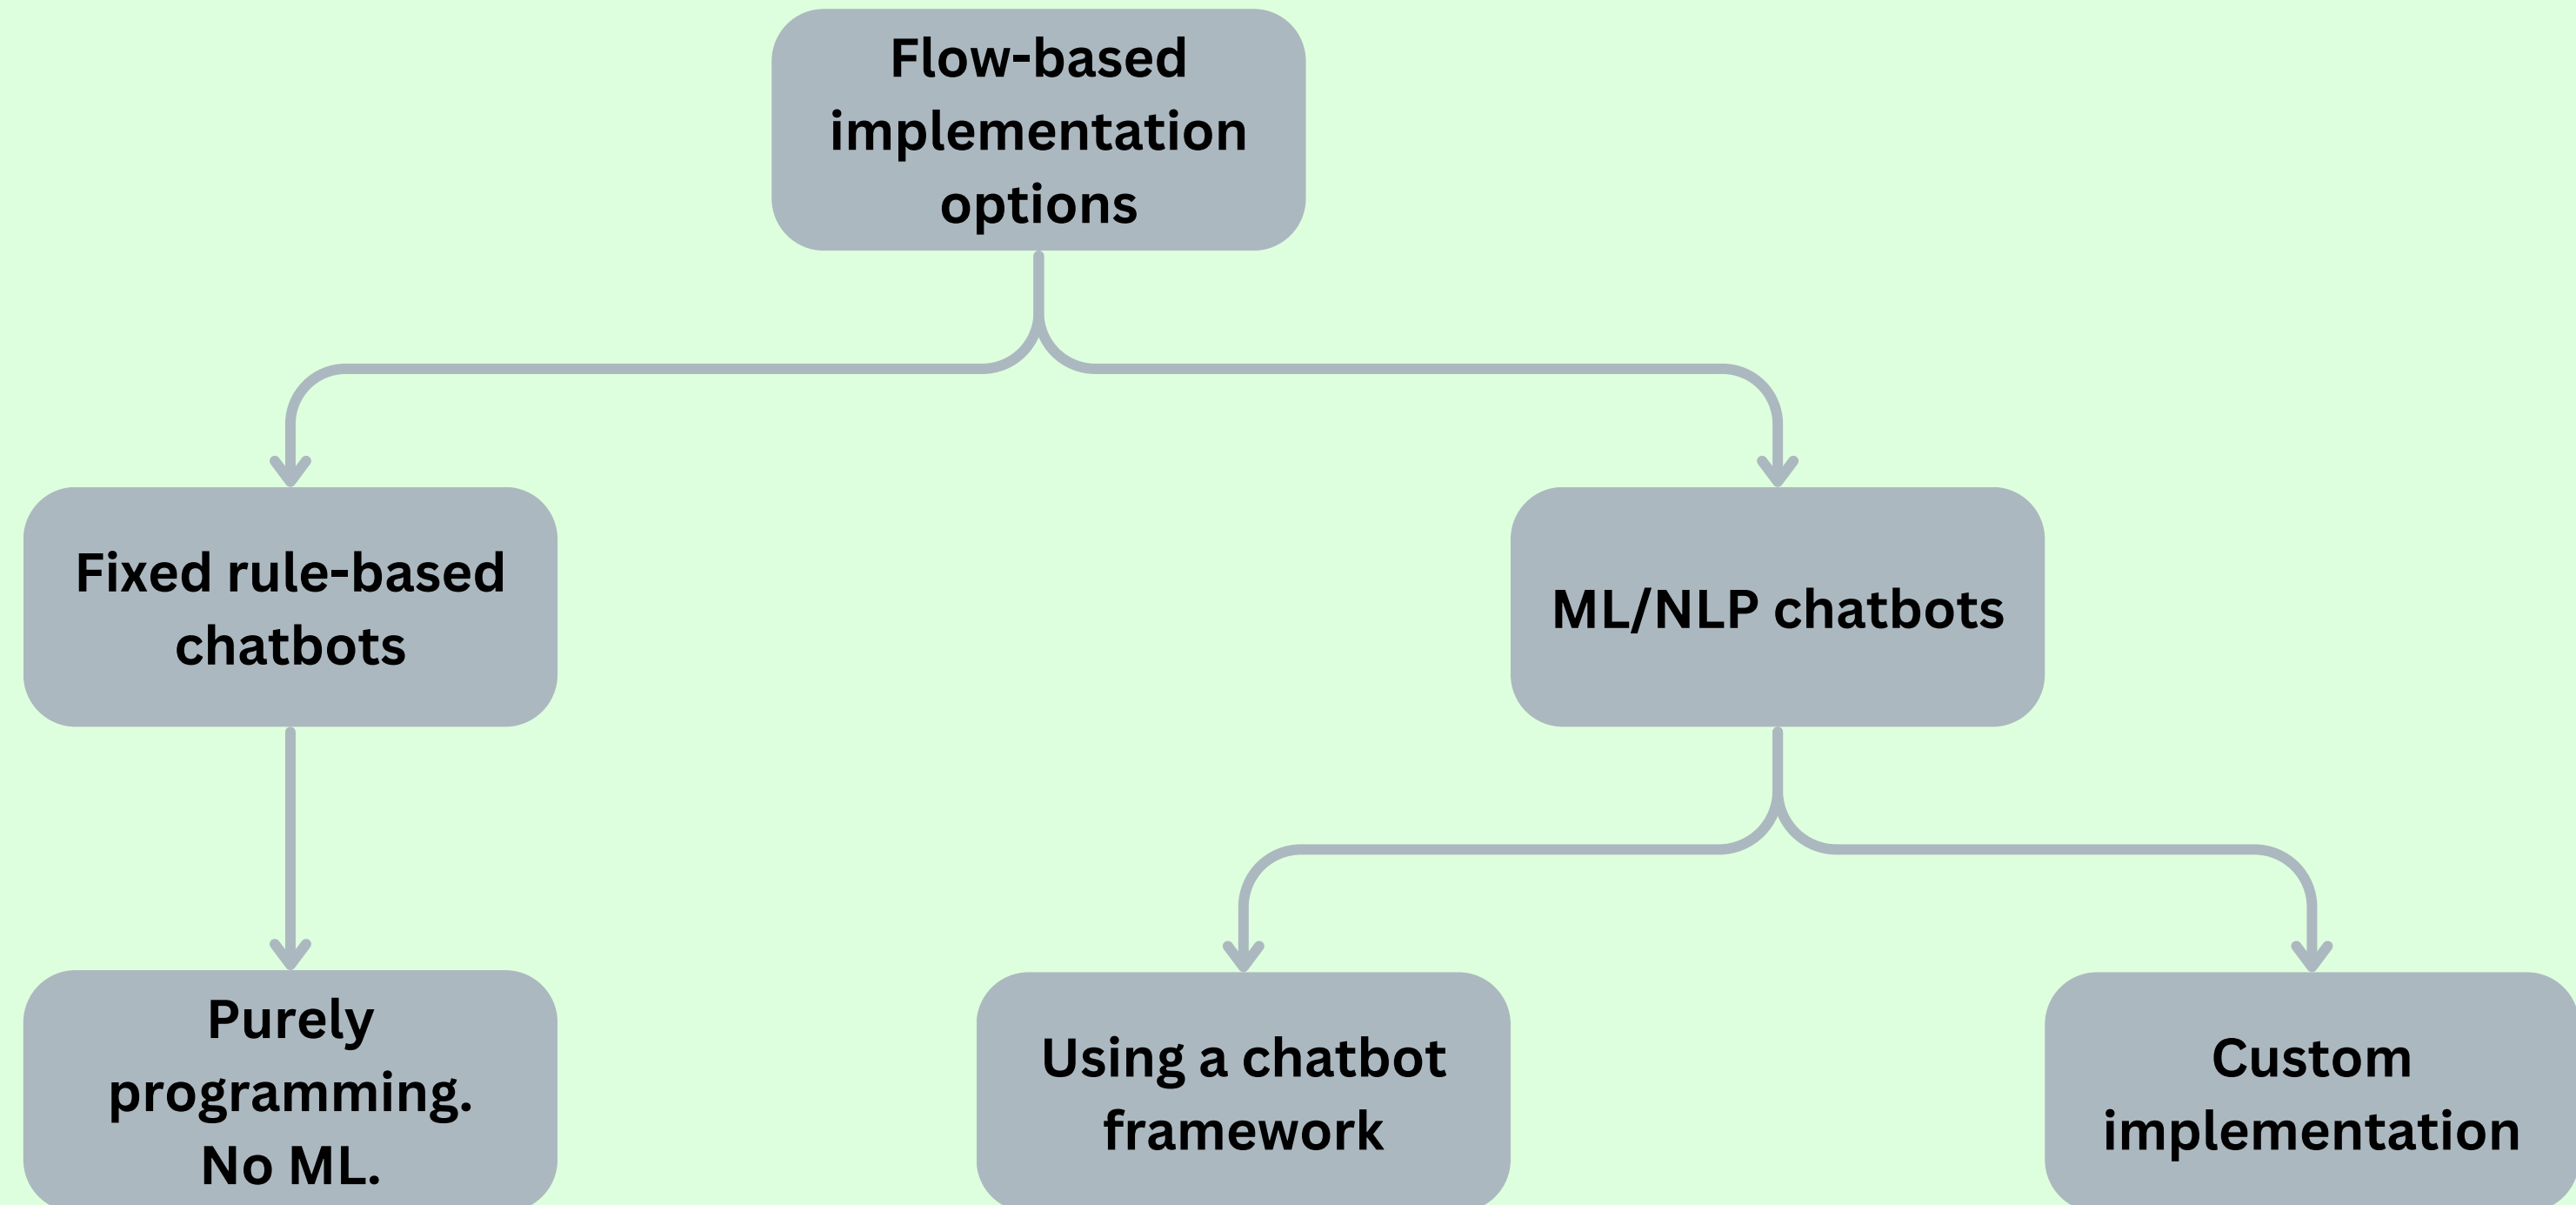 Flow-based
implementation
options
Fixed rule-based
chatbots
ML/NLP chatbots
Purely
programming.
No ML.
Using a chatbot
framework
Custom
implementation